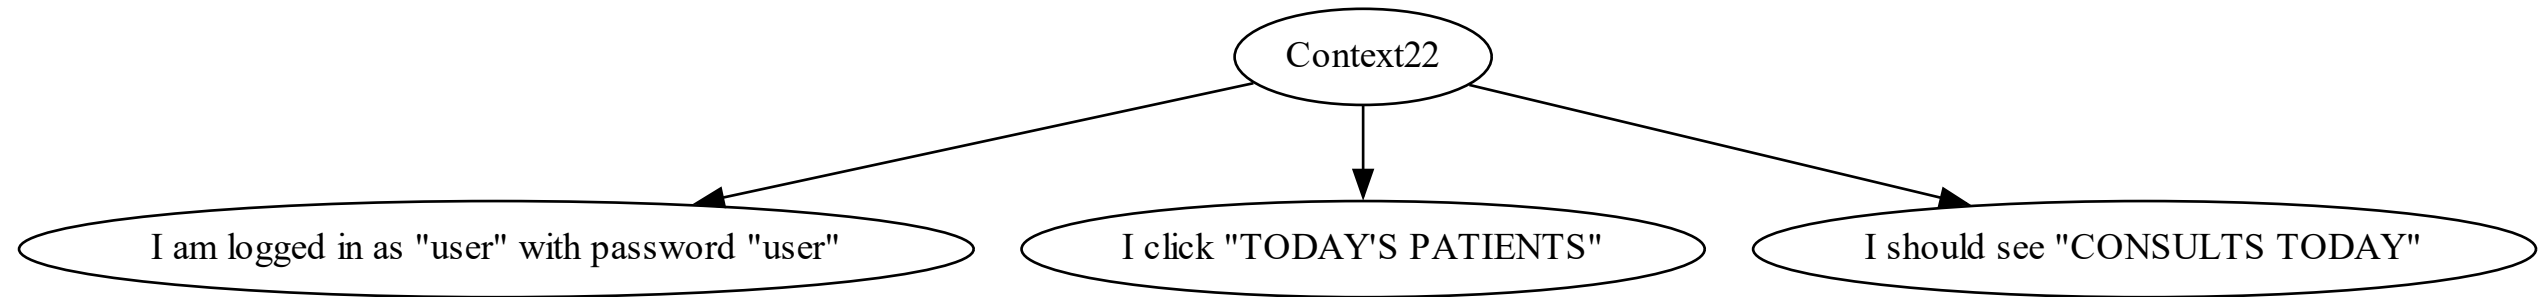 Context22
I am logged in as "user" with password "user"
I click "TODAY'S PATIENTS"
I should see "CONSULTS TODAY"